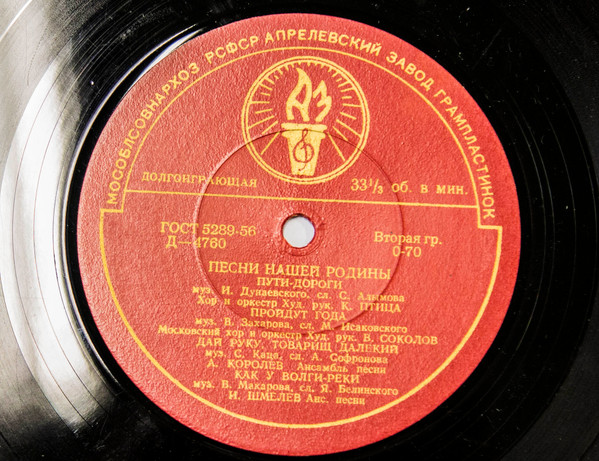 МОСОБЛСОВНАРХОЗ РСФСР АПРЕЛЕВСКИЙ ЗАВОД ГРАМПЛАСТИНОК
АЗ
ДОЛГОИГРАЮЩАЯ 33⅓ об. в мин.
ГОСТ 5289-56
Д—4760
Вторая гр.
0-70
ПЕСНИ НАШЕЙ РОДИНЫ
ПУТИ-ДОРОГИ
муз. И. Дунаевского, сл. С. Алымова
Хор и оркестр Худ. рук. К. ПТИЦА
ПРОЙДУТ ГОДА
муз. В. Захарова, сл. М. Исаковского
Московский хор и оркестр Худ. рук. В. СОКОЛОВ
ДАЙ РУКУ, ТОВАРИЩ ДАЛЕКИЙ
муз. С. Каца, сл. А. Софронова
А. КОРОЛЕВ Ансамбль песни
КАК У ВОЛГИ-РЕКИ
муз. В. Макарова, сл. Я. Белинского
И. ШМЕЛЕВ Анс. песни